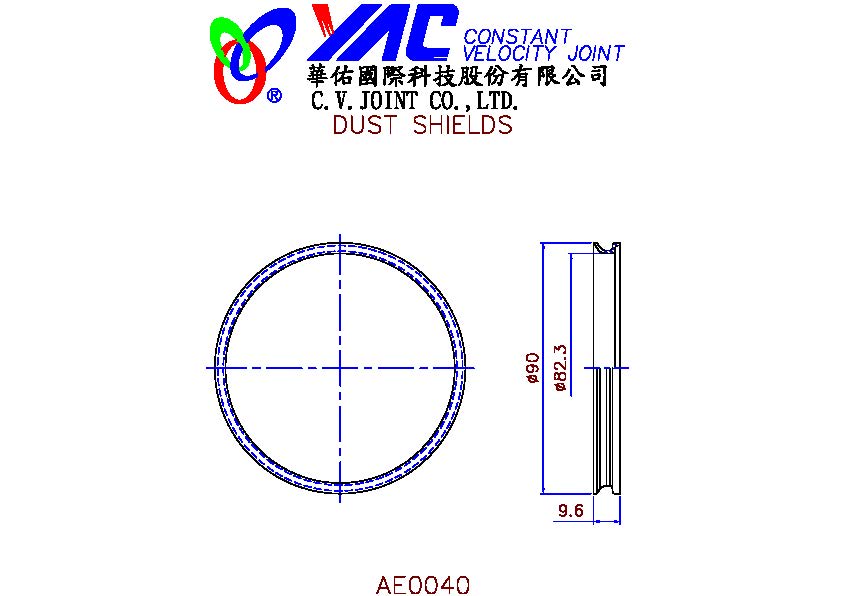 YAC CONSTANT VELOCITY JOINT
®
華佑國際科技股份有限公司
C.V.JOINT CO.,LTD.
DUST SHIELDS
ø90
ø82.3
9.6
AE0040